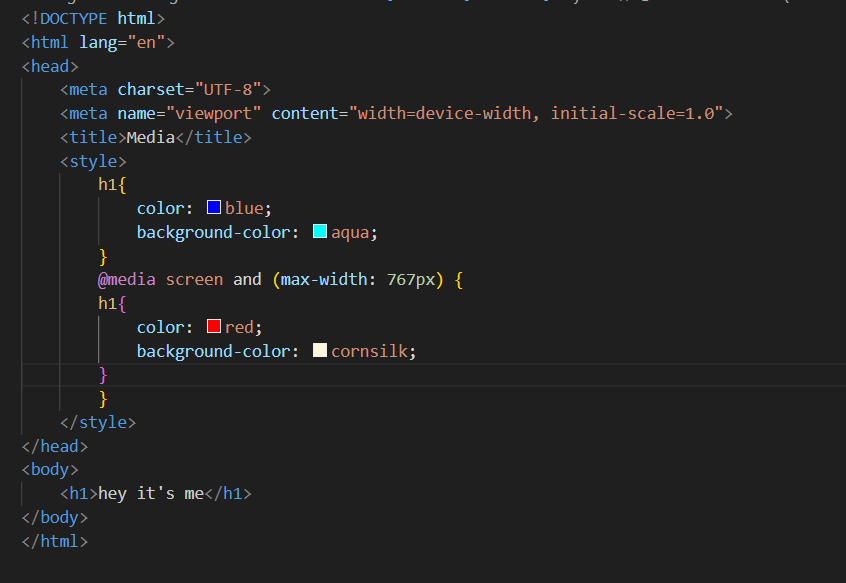 <!DOCTYPE html>
<html lang="en">
<head>
    <meta charset="UTF-8">
    <meta name="viewport" content="width=device-width, initial-scale=1.0">
    <title>Media</title>
    <style>
        h1{
            color: blue;
            background-color: aqua;
        }
        @media screen and (max-width: 767px) {
        h1{
            color: red;
            background-color: cornsilk;
        }
        }
    </style>
</head>
<body>
    <h1>hey it's me</h1>
</body>
</html>